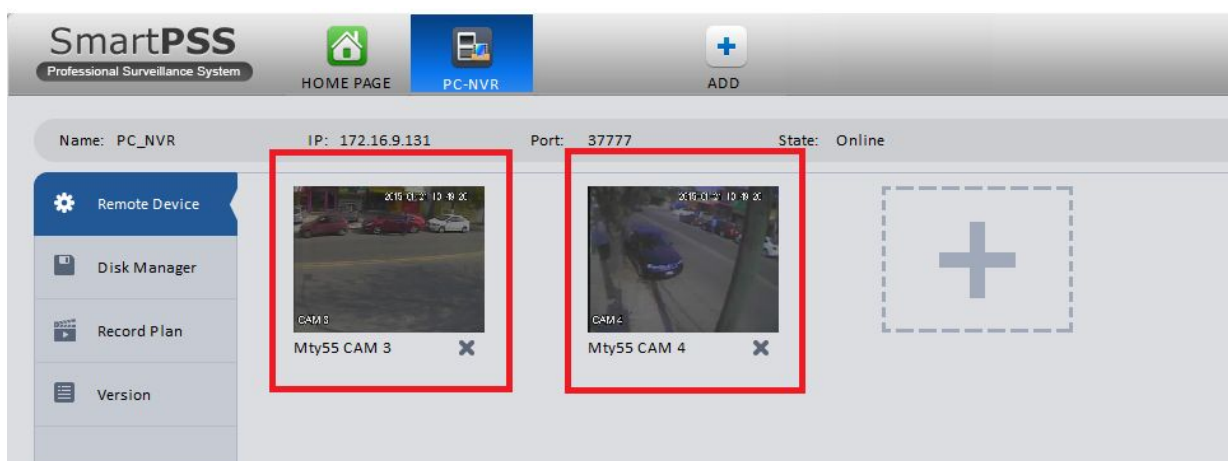 SmartPSS
Professional Surveillance System
HOME PAGE
PC-NVR
ADD
Name: PC_NVR IP: 172.16.9.131 Port: 37777 State: Online
Remote Device
Disk Manager
Record Plan
Version
CAM 3
CAM 4
Mty55 CAM 3
Mty55 CAM 4